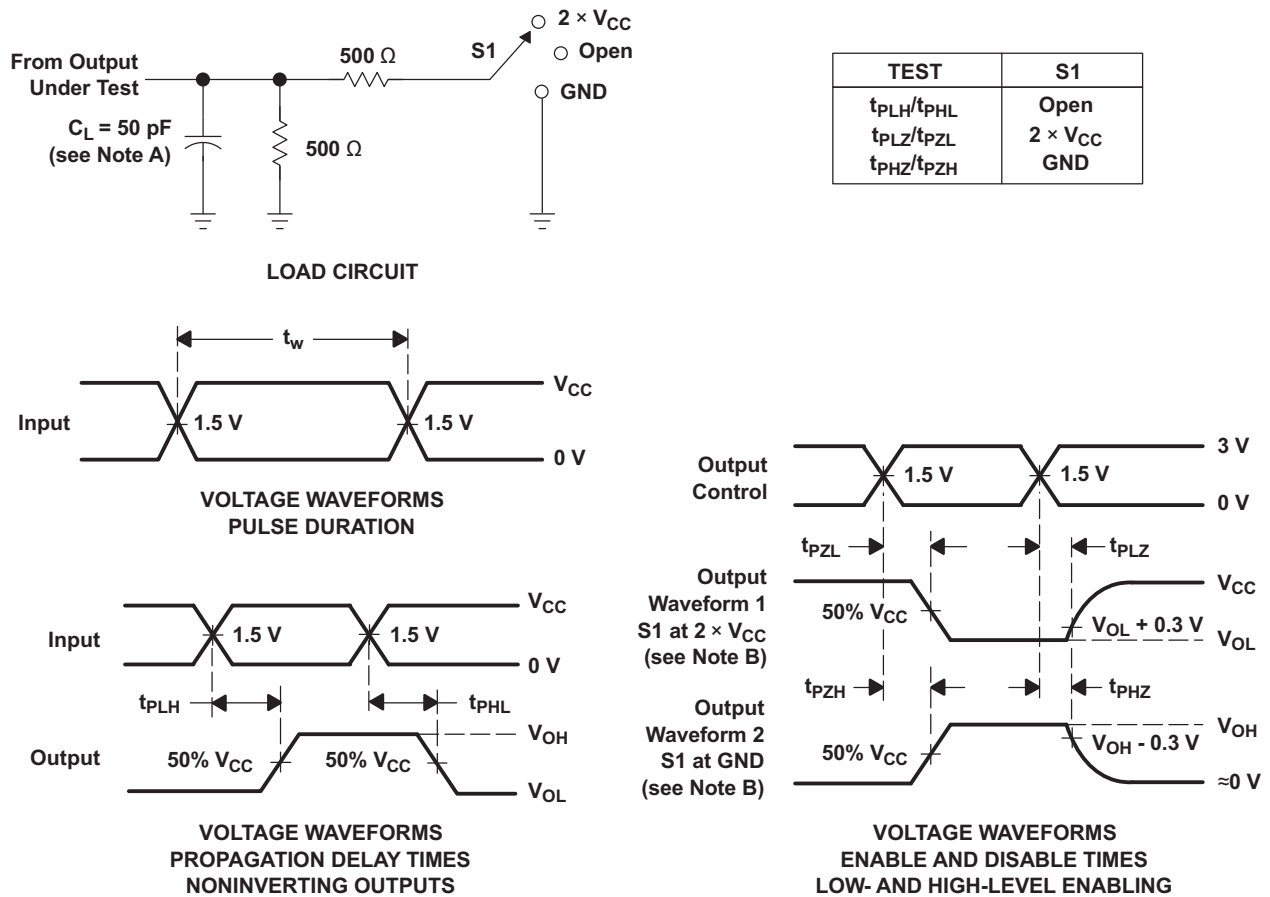 2 × VCC
S1
Open
GND
500 Ω
From Output
Under Test
CL = 50 pF
(see Note A)
500 Ω
LOAD CIRCUIT
TEST S1
tPLH/tPHL Open
tPLZ/tPZL 2 × VCC
tPHZ/tPZH GND
tw
VCC
Input
1.5 V
1.5 V
0 V
VOLTAGE WAVEFORMS
PULSE DURATION
VCC
Input
1.5 V
1.5 V
0 V
tPLH
tPHL
VOH
Output
50% VCC
50% VCC
VOL
VOLTAGE WAVEFORMS
PROPAGATION DELAY TIMES
NONINVERTING OUTPUTS
3 V
Output
Control
1.5 V
1.5 V
0 V
tPZL
tPLZ
Output
Waveform 1
S1 at 2 × VCC
(see Note B)
50% VCC
VCC
VOL + 0.3 V
VOL
tPZH
tPHZ
Output
Waveform 2
S1 at GND
(see Note B)
50% VCC
VOH
VOH - 0.3 V
≈0 V
VOLTAGE WAVEFORMS
ENABLE AND DISABLE TIMES
LOW- AND HIGH-LEVEL ENABLING